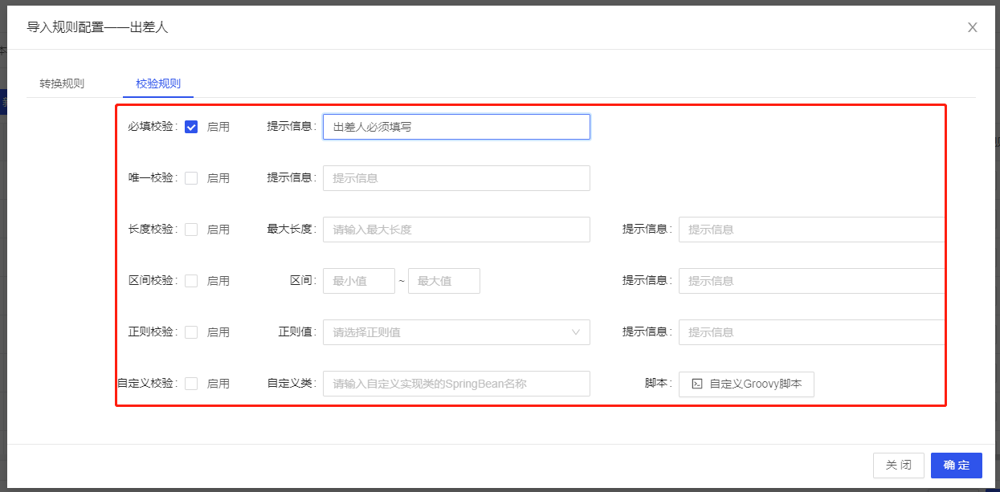 导入规则配置——出差人
转换规则 校验规则
必填校验: 启用 提示信息: 出差人必须填写
唯一校验: 启用 提示信息: 提示信息
长度校验: 启用 最大长度: 请输入最大长度 提示信息: 提示信息
区间校验: 启用 区间: 最小值 ~ 最大值 提示信息: 提示信息
正则校验: 启用 正则值: 请选择正则值 提示信息: 提示信息
自定义校验: 启用 自定义类: 请输入自定义实现类的SpringBean名称 脚本: 自定义Groovy脚本
关 闭 确 定